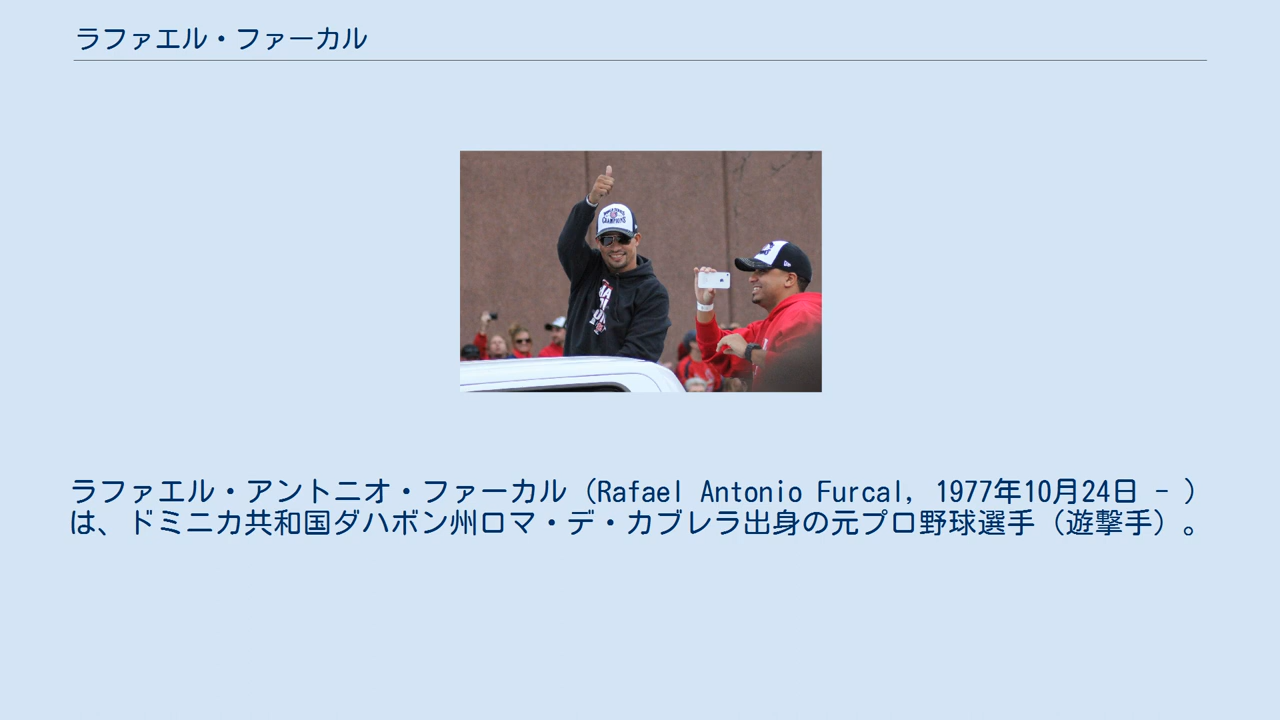 ラファエル・ファーカル
CHAMPIONS
ラファエル・アントニオ・ファーカル（Rafael Antonio Furcal, 1977年10月24日 - ）
は、ドミニカ共和国ダハボン州ロマ・デ・カブレラ出身の元プロ野球選手（遊撃手）。